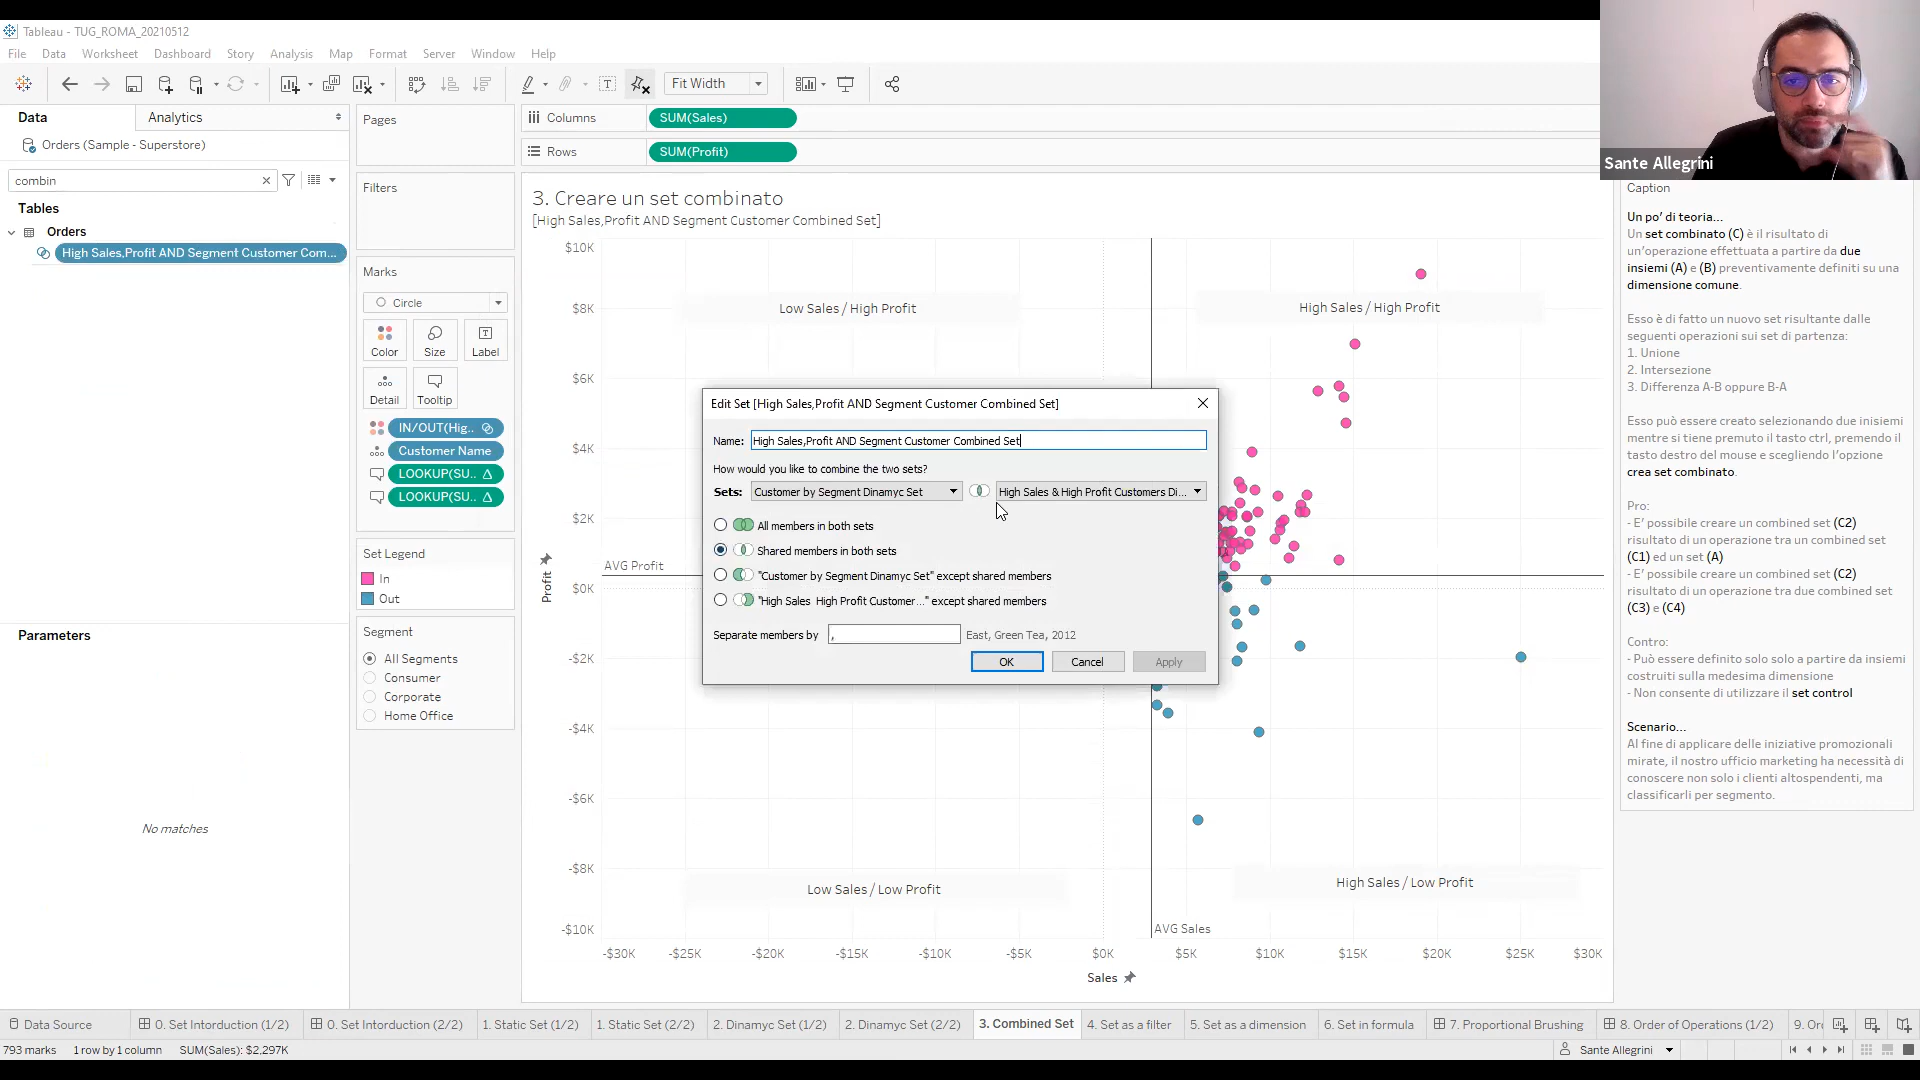 Tableau - TUG_ROMA_20210512
File Data Worksheet Dashboard Story Analysis Map Format Server Window Help
Fit Width
Data
Analytics
Orders (Sample - Superstore)
combin
Tables
Orders
High Sales,Profit AND Segment Customer Com...
Parameters
No matches
Pages
Filters
Marks
Circle
Color
Size
Label
Detail
Tooltip
IN/OUT(Hig..
Customer Name
LOOKUP(SU..
LOOKUP(SU..
Set Legend
In
Out
Segment
All Segments
Consumer
Corporate
Home Office
Columns
SUM(Sales)
Rows
SUM(Profit)
3. Creare un set combinato
[High Sales,Profit AND Segment Customer Combined Set]
$10K
$8K
$6K
$4K
$2K
$0K
-$2K
-$4K
-$6K
-$8K
-$10K
Profit
Low Sales / High Profit
High Sales / High Profit
AVG Profit
Low Sales / Low Profit
High Sales / Low Profit
AVG Sales
-$30K -$25K -$20K -$15K -$10K -$5K $0K $5K $10K $15K $20K $25K $30K
Sales
Edit Set [High Sales,Profit AND Segment Customer Combined Set]
Name: High Sales,Profit AND Segment Customer Combined Set
How would you like to combine the two sets?
Sets: Customer by Segment Dinamyc Set High Sales & High Profit Customers Di...
All members in both sets
Shared members in both sets
"Customer by Segment Dinamyc Set" except shared members
"High Sales High Profit Customer..." except shared members
Separate members by , East, Green Tea, 2012
OK
Cancel
Apply
Sante Allegrini
Caption
Un po' di teoria...
Un set combinato (C) è il risultato di
un'operazione effettuata a partire da due
insiemi (A) e (B) preventivamente definiti su una
dimensione comune.
Esso è di fatto un nuovo set risultante dalle
seguenti operazioni sui set di partenza:
1. Unione
2. Intersezione
3. Differenza A-B oppure B-A
Esso può essere creato selezionando due inisiemi
mentre si tiene premuto il tasto ctrl, premendo il
tasto destro del mouse e scegliendo l'opzione
crea set combinato.
Pro:
- E' possibile creare un combined set (C2)
risultato di un operazione tra un combined set
(C1) ed un set (A)
- E' possibile creare un combined set (C2)
risultato di un operazione tra due combined set
(C3) e (C4)
Contro:
- Può essere definito solo solo a partire da insiemi
costruiti sulla medesima dimensione
- Non consente di utilizzare il set control
Scenario...
Al fine di applicare delle iniziative promozionali
mirate, il nostro ufficio marketing ha necessità di
conoscere non solo i clienti altospendenti, ma
classificarli per segmento.
Data Source
0. Set Intorduction (1/2)
0. Set Intorduction (2/2)
1. Static Set (1/2)
1. Static Set (2/2)
2. Dinamyc Set (1/2)
2. Dinamyc Set (2/2)
3. Combined Set
4. Set as a filter
5. Set as a dimension
6. Set in formula
7. Proportional Brushing
8. Order of Operations (1/2)
793 marks 1 row by 1 column SUM(Sales): $2,297K
Sante Allegrini